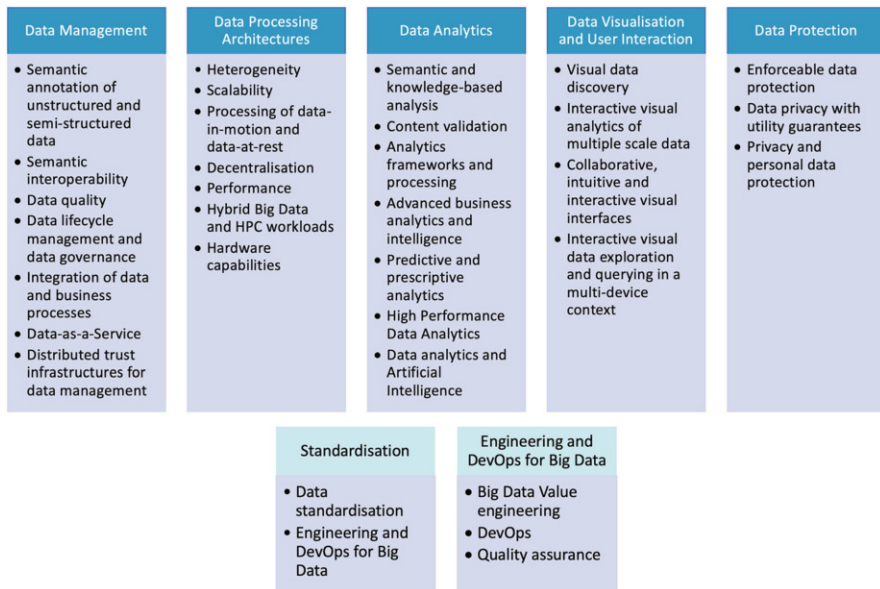 Data Management
• Semantic
annotation of
unstructured and
semi-structured
data
• Semantic
interoperability
• Data quality
• Data lifecycle
management and
data governance
• Integration of data
and business
processes
• Data-as-a-Service
• Distributed trust
infrastructures for
data management
Data Processing
Architectures
• Heterogeneity
• Scalability
• Processing of data-
in-motion and
data-at-rest
• Decentralisation
• Performance
• Hybrid Big Data
and HPC workloads
• Hardware
capabilities
Data Analytics
• Semantic and
knowledge-based
analysis
• Content validation
• Analytics
frameworks and
processing
• Advanced business
analytics and
intelligence
• Predictive and
prescriptive
analytics
• High Performance
Data Analytics
• Data analytics and
Artificial
Intelligence
Data Visualisation
and User Interaction
• Visual data
discovery
• Interactive visual
analytics of
multiple scale data
• Collaborative,
intuitive and
interactive visual
interfaces
• Interactive visual
data exploration
and querying in a
multi-device
context
Data Protection
• Enforceable data
protection
• Data privacy with
utility guarantees
• Privacy and
personal data
protection
Standardisation
• Data
standardisation
• Engineering and
DevOps for Big
Data
Engineering and
DevOps for Big Data
• Big Data Value
engineering
• DevOps
• Quality assurance